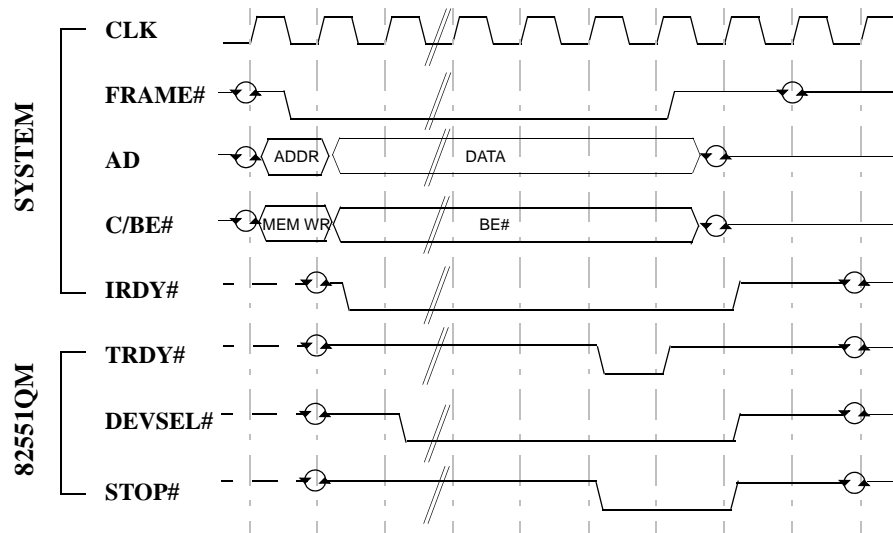 SYSTEM
CLK
FRAME#
AD
ADDR
DATA
C/BE#
MEM WR
BE#
IRDY#
82551QM
TRDY#
DEVSEL#
STOP#